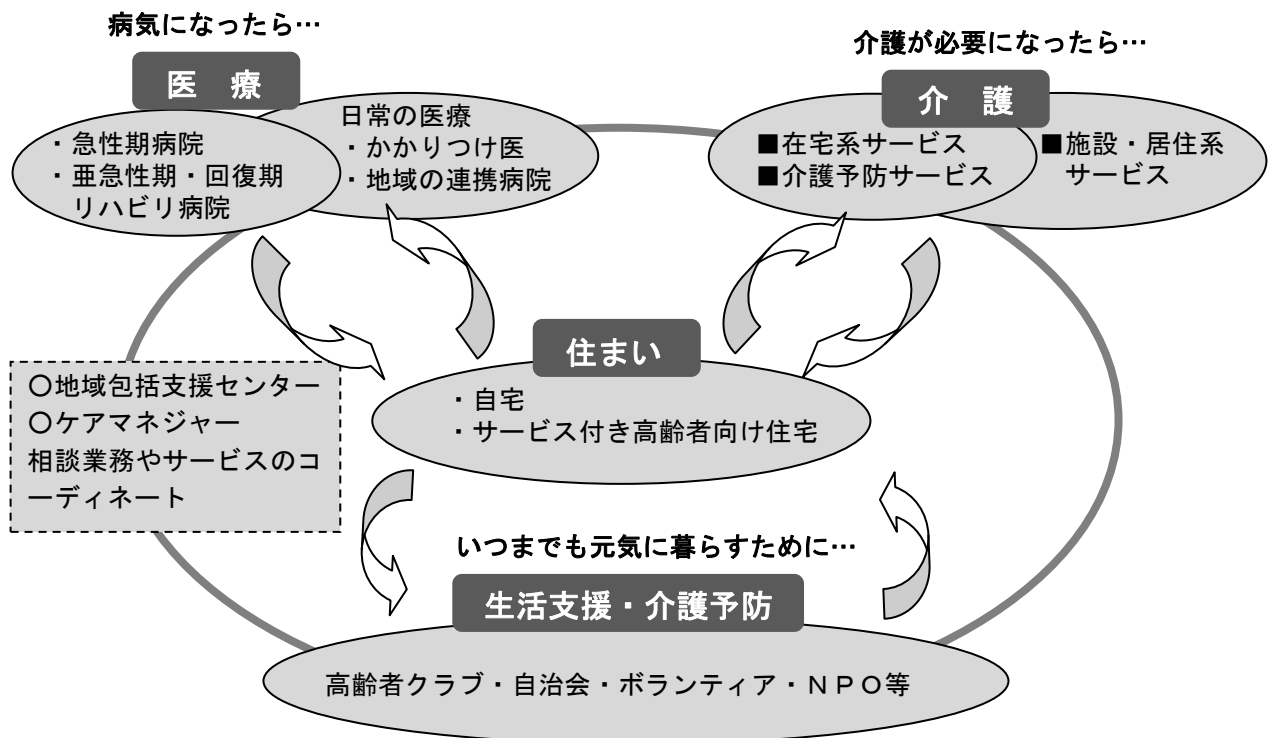 病気になったら…
医　療
・急性期病院
・亜急性期・回復期
リハビリ病院
日常の医療
・かかりつけ医
・地域の連携病院
介護が必要になったら…
介　護
■在宅系サービス
■介護予防サービス
■施設・居住系
サービス
住まい
・自宅
・サービス付き高齢者向け住宅
〇地域包括支援センター
〇ケアマネジャー
相談業務やサービスのコ
ーディネート
いつまでも元気に暮らすために…
生活支援・介護予防
高齢者クラブ・自治会・ボランティア・ＮＰＯ等